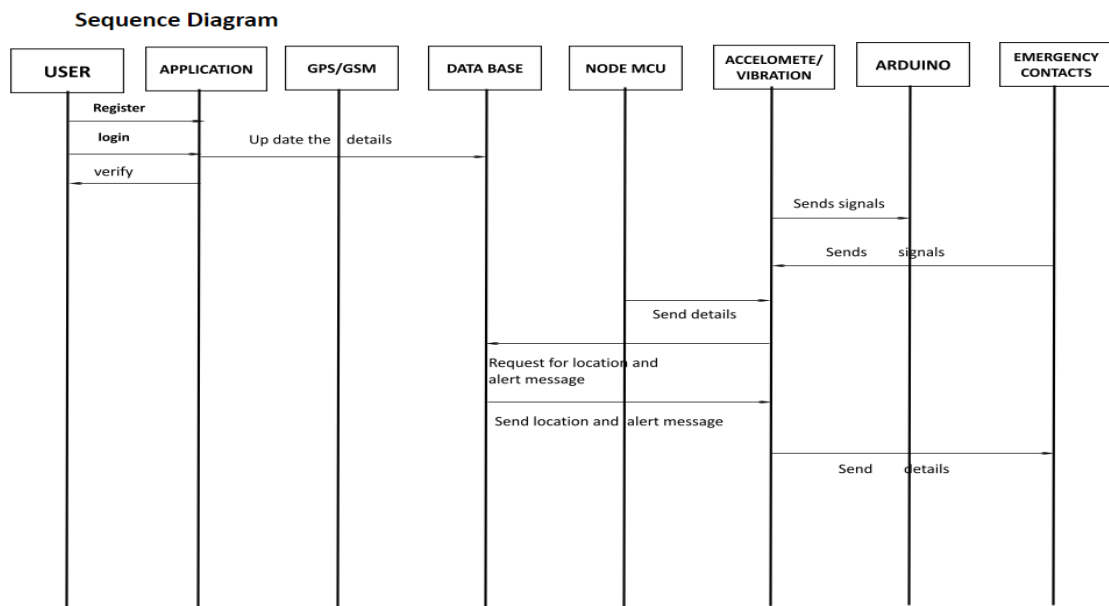 Sequence Diagram
USER
APPLICATION
GPS/GSM
DATA BASE
NODE MCU
ACCELOMETE/
VIBRATION
ARDUINO
EMERGENCY
CONTACTS
Register
login
Up date the details
verify
Sends signals
Sends signals
Send details
Request for location and
alert message
Send location and alert message
Send details